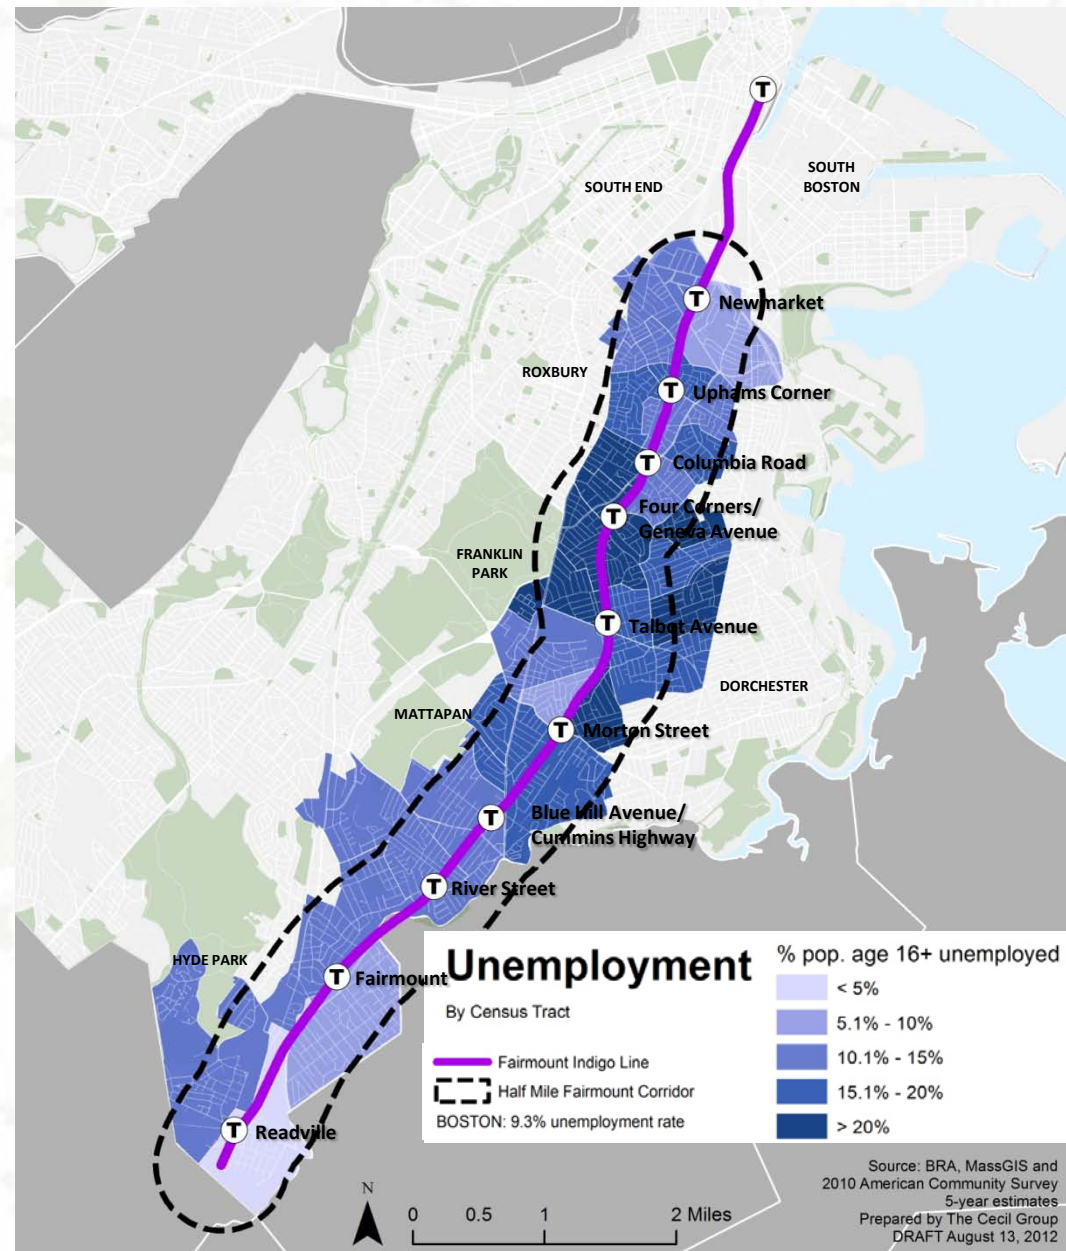 T
SOUTH
BOSTON
SOUTH END
T
Newmarket
ROXBURY
T
Uphams Corner
T
Columbia Road
T
Four Corners/
Geneva Avenue
FRANKLIN
PARK
T
Talbot Avenue
DORCHESTER
MATTAPAN
T
Morton Street
T
Blue Hill Avenue/
Cummins Highway
T
River Street
HYDE PARK
T
Fairmount
T
Readville
Unemployment
By Census Tract
Fairmount Indigo Line
Half Mile Fairmount Corridor
BOSTON: 9.3% unemployment rate
% pop. age 16+ unemployed
< 5%
5.1% - 10%
10.1% - 15%
15.1% - 20%
> 20%
Source: BRA, MassGIS and
2010 American Community Survey
5-year estimates
Prepared by The Cecil Group
DRAFT August 13, 2012
N
0 0.5 1 2 Miles